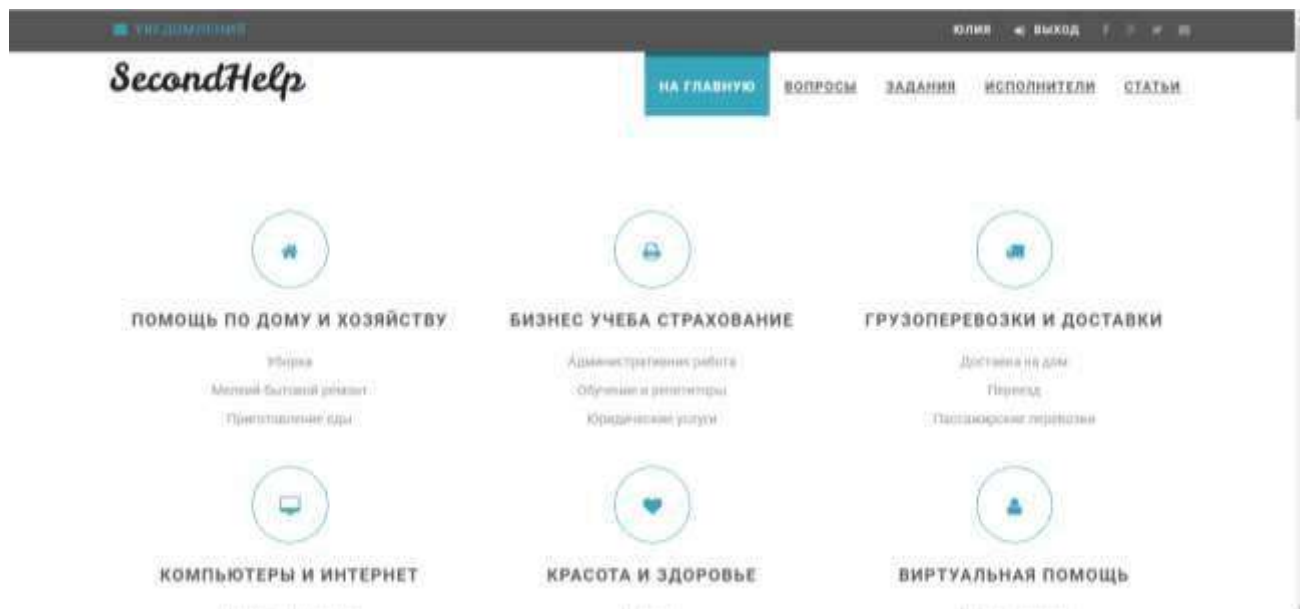 УВЕДОМЛЕНИЯ ЮЛИЯ ВЫХОД
SecondHelp НА ГЛАВНУЮ ВОПРОСЫ ЗАДАНИЯ ИСПОЛНИТЕЛИ СТАТЬИ
ПОМОЩЬ ПО ДОМУ И ХОЗЯЙСТВУ БИЗНЕС УЧЕБА СТРАХОВАНИЕ ГРУЗОПЕРЕВОЗКИ И ДОСТАВКИ
Уборка Административная работа Доставка на дом
Мелкий бытовой ремонт Обучение и репетиторы Переезд
Приготовление еды Юридические услуги Пассажирские перевозки
КОМПЬЮТЕРЫ И ИНТЕРНЕТ КРАСОТА И ЗДОРОВЬЕ ВИРТУАЛЬНАЯ ПОМОЩЬ